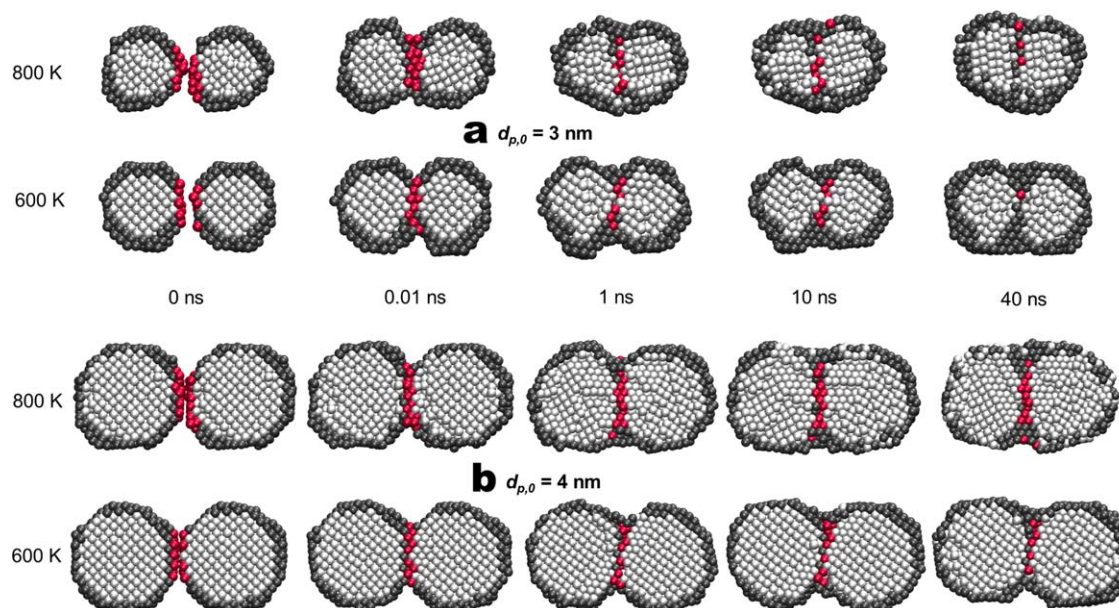 800 K
a d_{p,0} = 3 nm
600 K
0 ns 0.01 ns 1 ns 10 ns 40 ns
800 K
b d_{p,0} = 4 nm
600 K